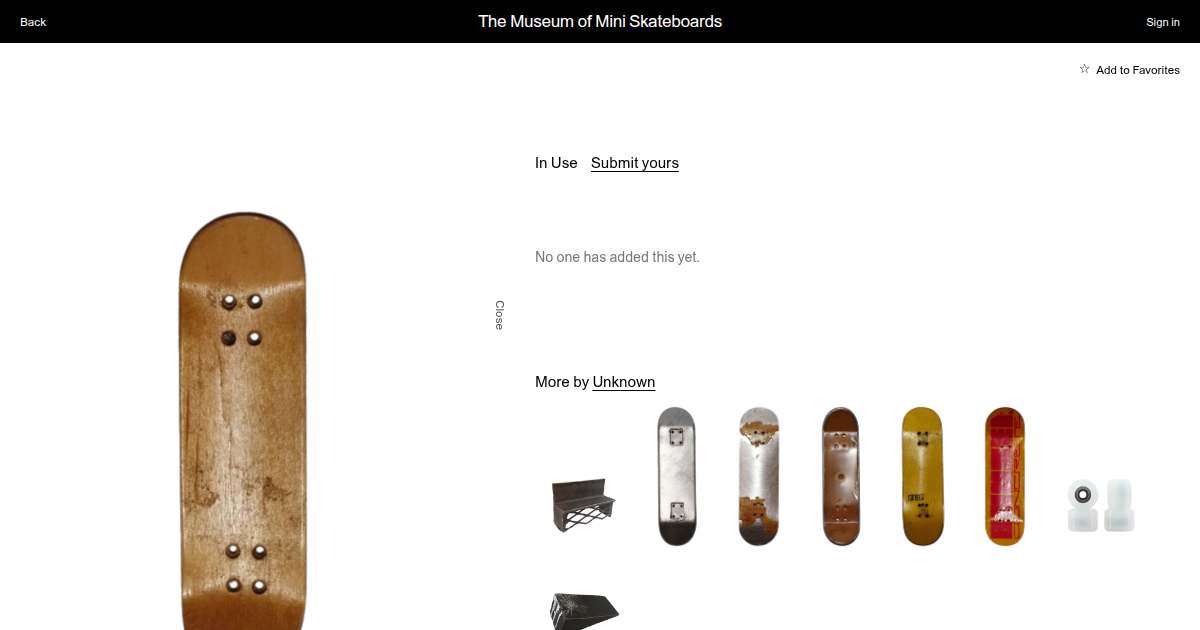 Back
The Museum of Mini Skateboards
Sign in
☆ Add to Favorites
In Use Submit yours
No one has added this yet.
Close
More by Unknown